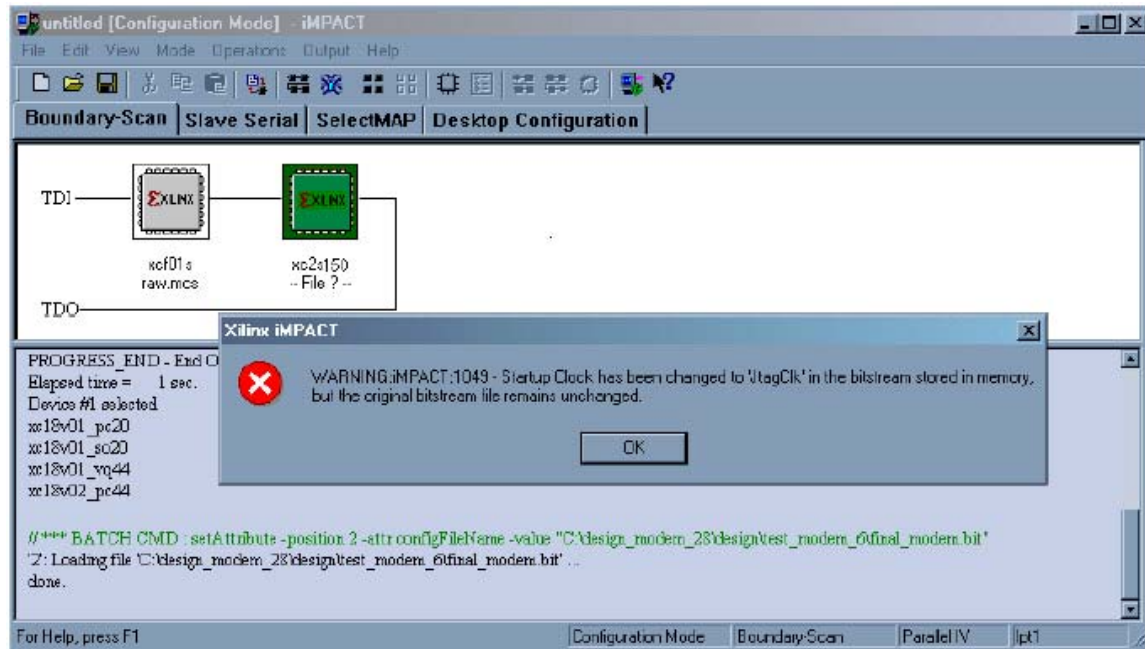 untitled [Configuration Mode] - iMPACT
File Edit View Mode Operations Output Help
Boundary-Scan Slave Serial SelectMAP Desktop Configuration
TDI
XILINX XILINX
xcf01s xc2s150
raw.mcs -- File ? --
TDO
Xilinx iMPACT
WARNING:iMPACT:1049 - Startup Clock has been changed to 'JtagClk' in the bitstream stored in memory,
but the original bitstream file remains unchanged.
OK
PROGRESS_END - End O
Elapsed time = 1 sec.
Device #1 selected
xc18v01_pc20
xc18v01_so20
xc18v01_vq44
xc18v02_pc44
//*** BATCH CMD : setAttribute -position 2 -attr configFileName -value "C:\design_modem_28\design\test_modem_6\final_modem.bit"
'2': Loading file 'C:\design_modem_28\design\test_modem_6\final_modem.bit' ...
done.
For Help, press F1 Configuration Mode Boundary-Scan Parallel IV lpt1